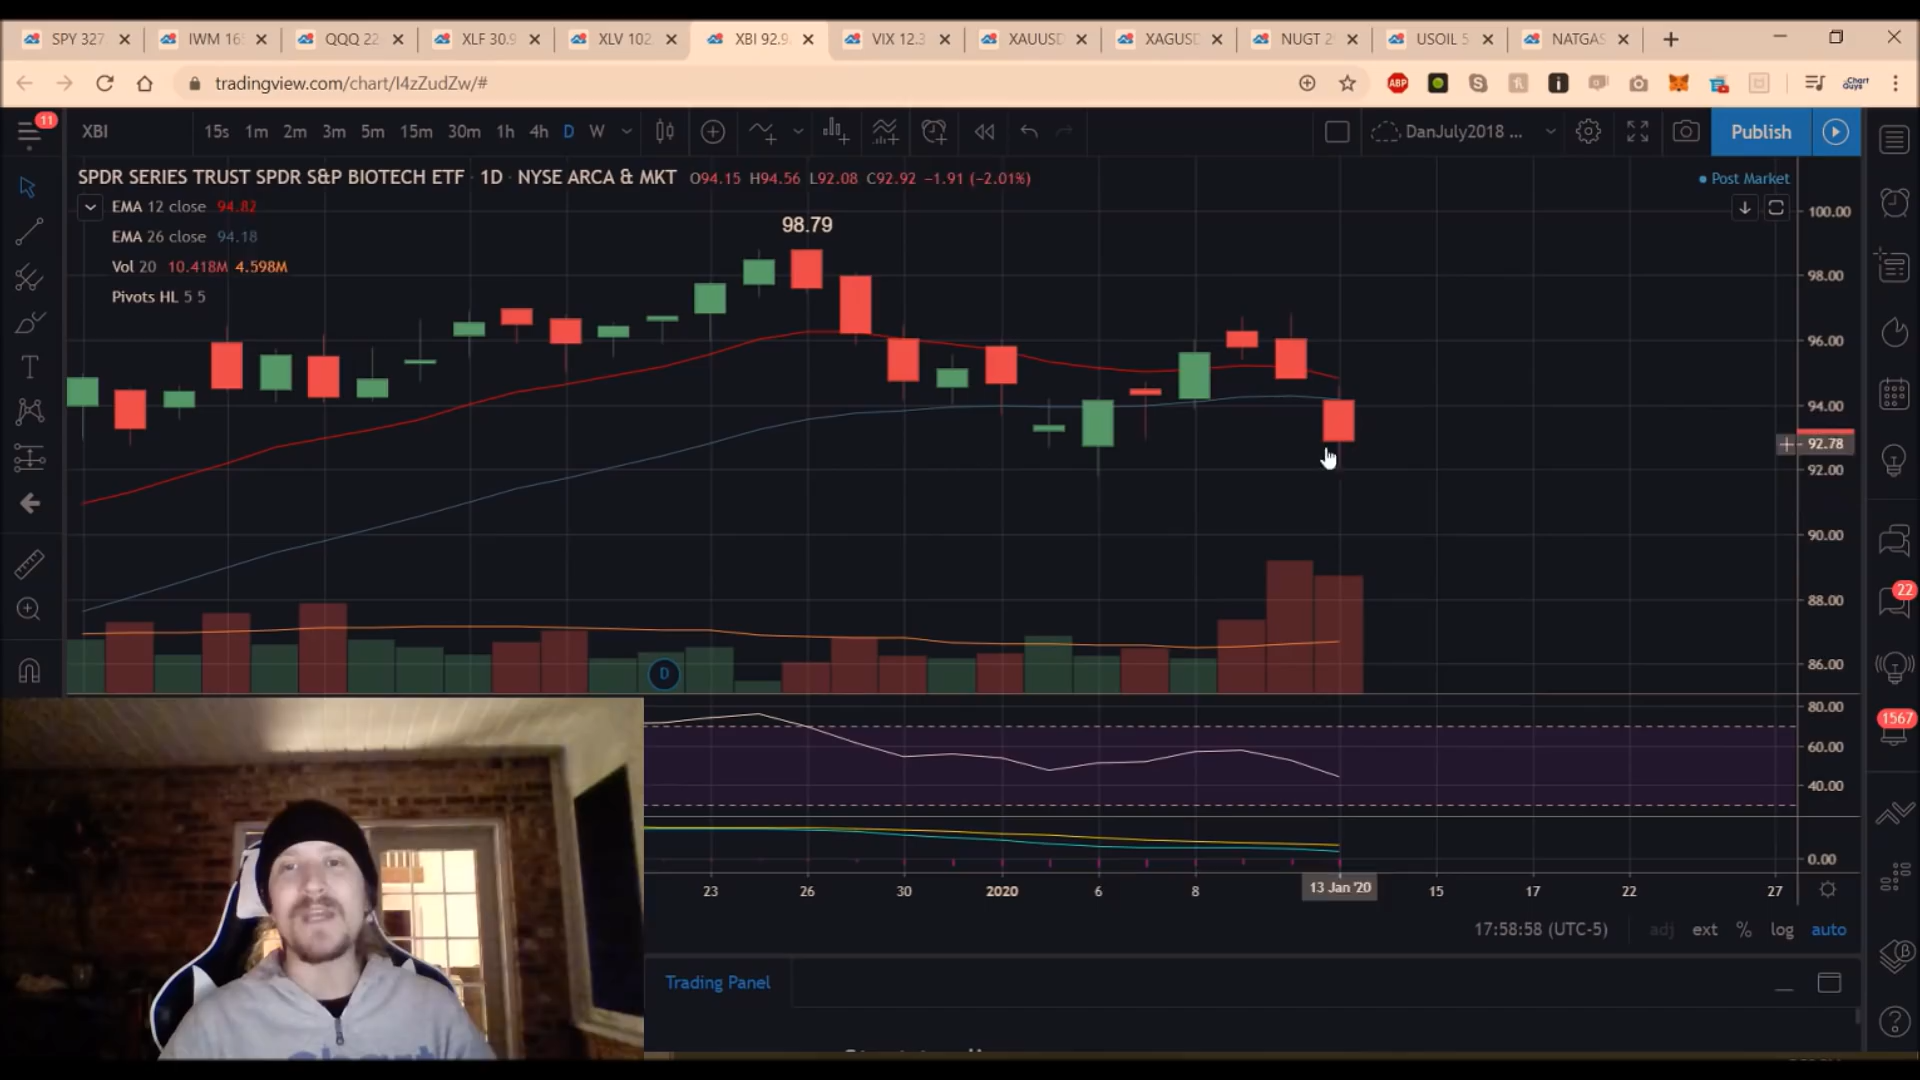 SPY 327
IWM 16
QQQ 22
XLF 30.9
XLV 102
XBI 92.9
VIX 12.3
XAUUSD
XAGUSD
NUGT 2
USOIL 5
NATGAS
tradingview.com/chart/I4zZudZw/#
ABP
Chart Guys
11
XBI 15s 1m 2m 3m 5m 15m 30m 1h 4h D W
DanJuly2018 ...
Publish
SPDR SERIES TRUST SPDR S&P BIOTECH ETF · 1D · NYSE ARCA & MKT O94.15 H94.56 L92.08 C92.92 −1.91 (−2.01%)
Post Market
EMA 12 close 94.82
EMA 26 close 94.18
Vol 20 10.418M 4.598M
Pivots HL 5 5
98.79
100.00
98.00
96.00
94.00
92.78
92.00
90.00
88.00
86.00
D
80.00
60.00
40.00
0.00
22
1567
23 26 30 2020 6 8 13 Jan '20 15 17 22 27
17:58:58 (UTC-5) adj ext % log auto
Trading Panel